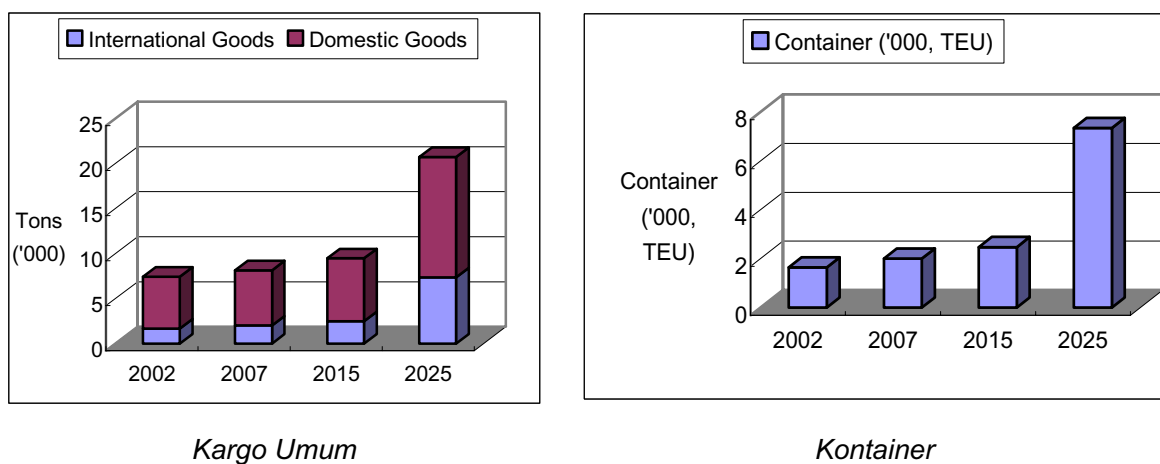 International Goods Domestic Goods
25
20
15
10
5
0
Tons
('000)
2002 2007 2015 2025
Kargo Umum
Container ('000, TEU)
8
6
4
2
0
Container
('000,
TEU)
2002 2007 2015 2025
Kontainer